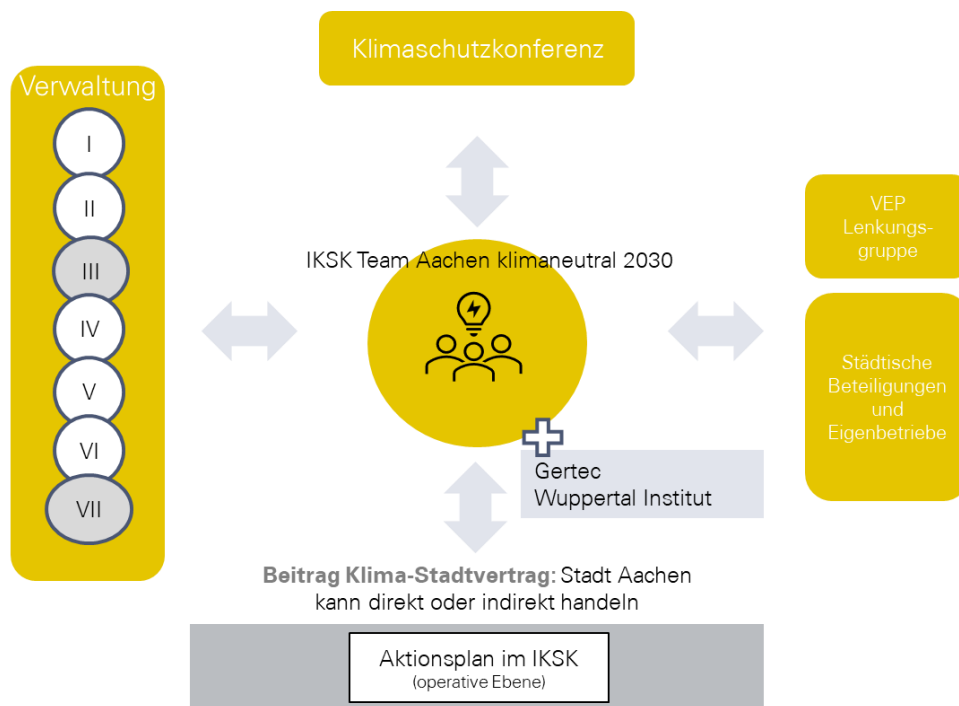 Klimaschutzkonferenz
Verwaltung
I
II
III
IV
V
VI
VII
IKSK Team Aachen klimaneutral 2030
VEP
Lenkungs-
gruppe
Städtische
Beteiligungen
und
Eigenbetriebe
Gertec
Wuppertal Institut
Beitrag Klima-Stadtvertrag: Stadt Aachen
kann direkt oder indirekt handeln
Aktionsplan im IKSK
(operative Ebene)